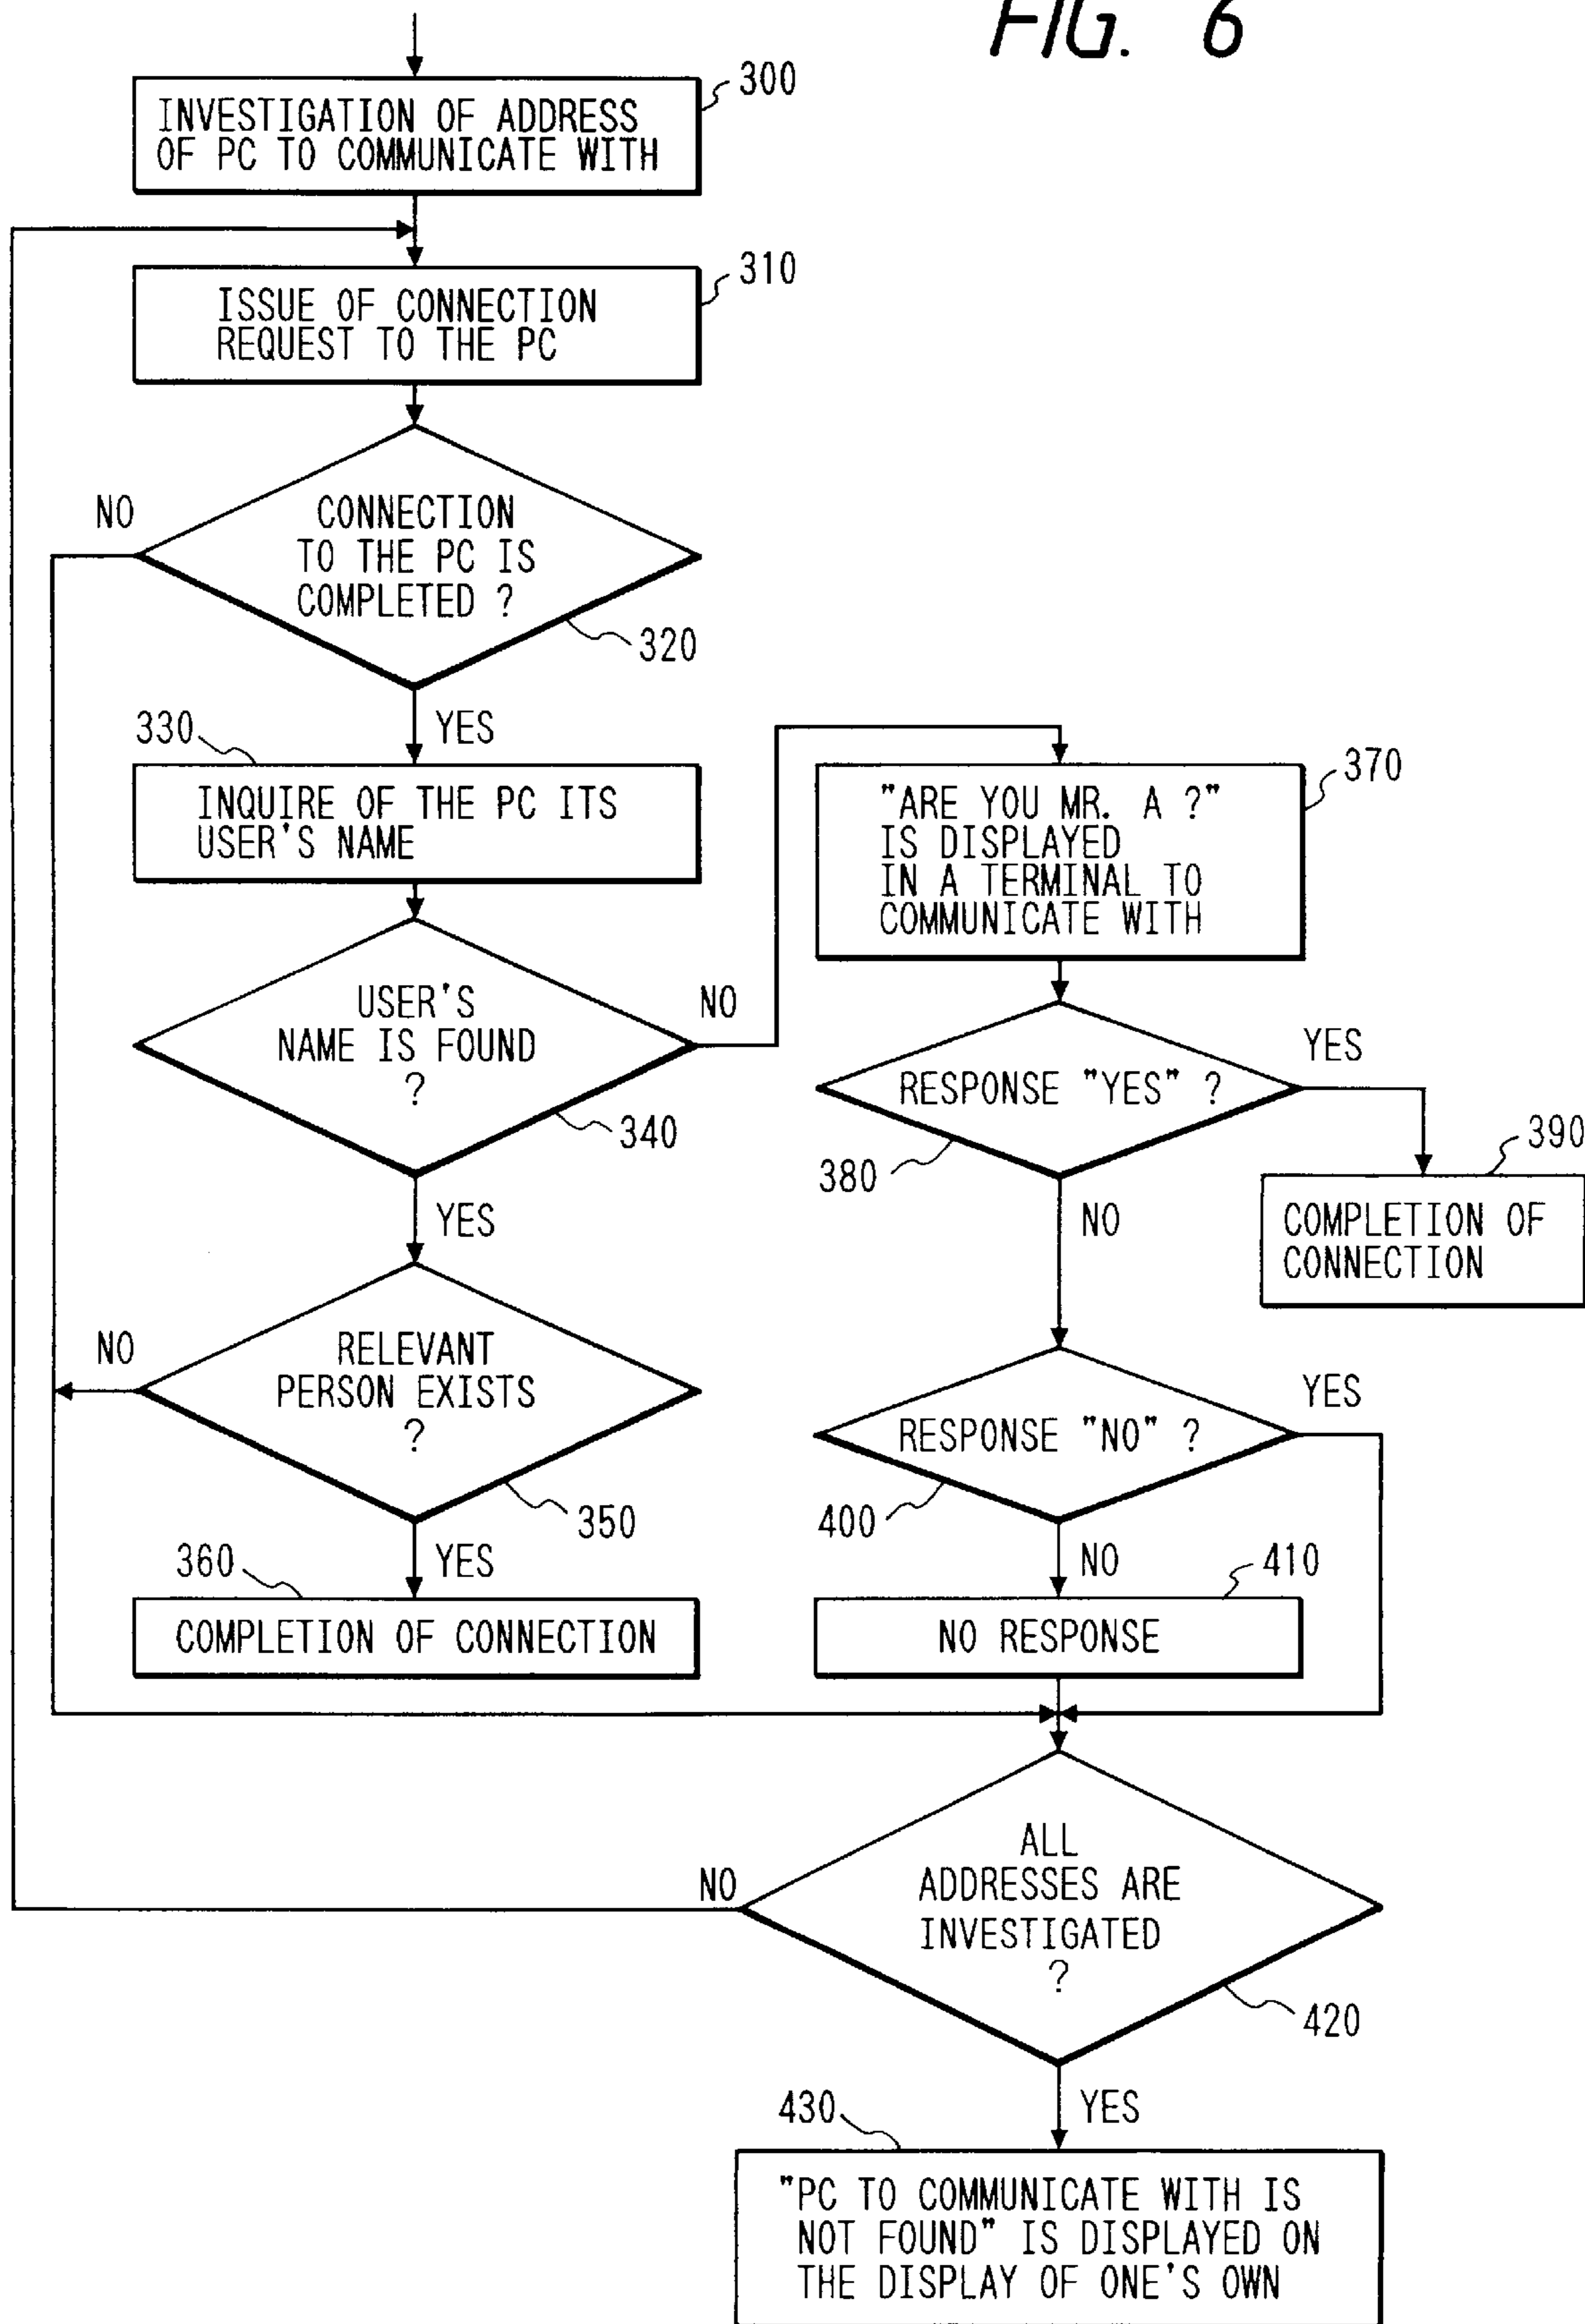 FIG. 6
300
INVESTIGATION OF ADDRESS
OF PC TO COMMUNICATE WITH
310
ISSUE OF CONNECTION
REQUEST TO THE PC
NO
CONNECTION
TO THE PC IS
COMPLETED ?
320
YES
330
INQUIRE OF THE PC ITS
USER'S NAME
370
"ARE YOU MR. A ?"
IS DISPLAYED
IN A TERMINAL TO
COMMUNICATE WITH
USER'S
NAME IS FOUND
?
NO
340
YES
RESPONSE "YES" ?
YES
380
NO
390
COMPLETION OF
CONNECTION
NO
RELEVANT
PERSON EXISTS
?
350
YES
360
COMPLETION OF CONNECTION
RESPONSE "NO" ?
YES
400
NO
410
NO RESPONSE
NO
ALL
ADDRESSES ARE
INVESTIGATED
?
420
YES
430
"PC TO COMMUNICATE WITH IS
NOT FOUND" IS DISPLAYED ON
THE DISPLAY OF ONE'S OWN